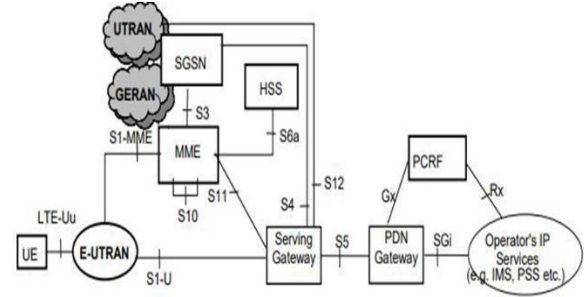 UTRAN
SGSN
GERAN
HSS
S3
S1-MME
S6a
MME
PCRF
S12
S11
S4
Gx
Rx
S10
LTE-Uu
UE
E-UTRAN
Serving
Gateway
S5
PDN
Gateway
SGi
Operator's IP
Services
(e.g. IMS, PSS etc.)
S1-U